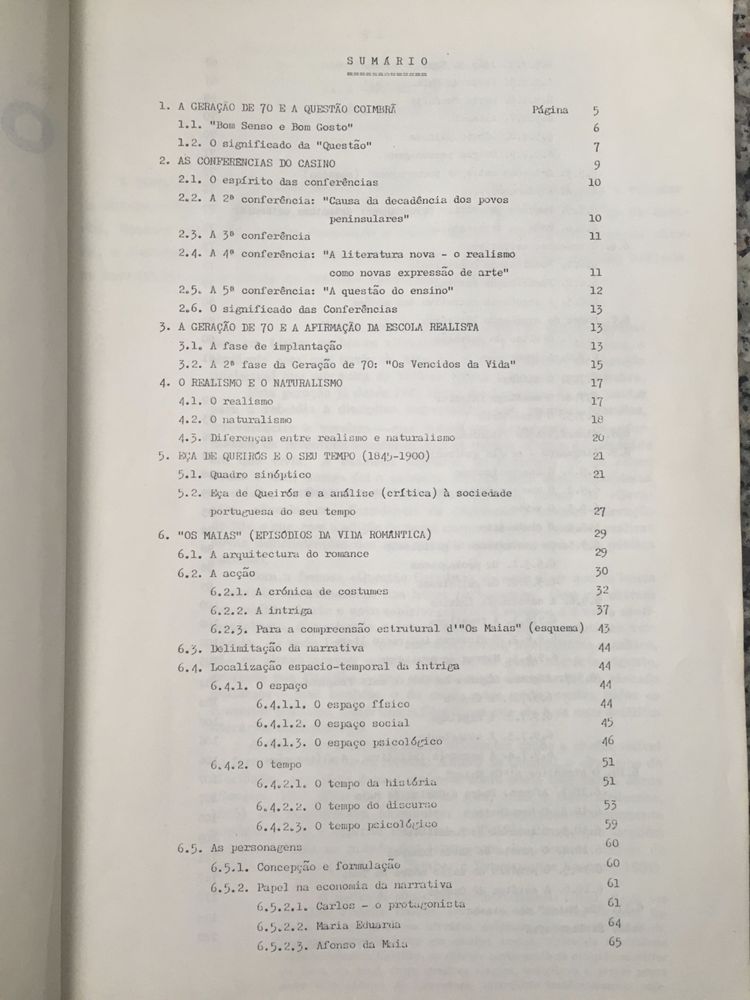 SUMÁRIO
1. A GERAÇÃO DE 70 E A QUESTÃO COIMBRÃ Página 5
1.1. "Bom Senso e Bom Gosto" 6
1.2. O significado da "Questão" 7
2. AS CONFERÊNCIAS DO CASINO 9
2.1. O espírito das conferências 10
2.2. A 2ª conferência: "Causa da decadência dos povos
peninsulares" 10
2.3. A 3ª conferência 11
2.4. A 4ª conferência: "A literatura nova - o realismo
como novas expressão de arte" 11
2.5. A 5ª conferência: "A questão do ensino" 12
2.6. O significado das Conferências 13
3. A GERAÇÃO DE 70 E A AFIRMAÇÃO DA ESCOLA REALISTA 13
3.1. A fase de implantação 13
3.2. A 2ª fase da Geração de 70: "Os Vencidos da Vida" 15
4. O REALISMO E O NATURALISMO 17
4.1. O realismo 17
4.2. O naturalismo 18
4.3. Diferenças entre realismo e naturalismo 20
5. EÇA DE QUEIRÓS E O SEU TEMPO (1845-1900) 21
5.1. Quadro sinóptico 21
5.2. Eça de Queirós e a análise (crítica) à sociedade
portuguesa do seu tempo 27
6. "OS MAIAS" (EPISÓDIOS DA VIDA ROMÂNTICA) 29
6.1. A arquitectura do romance 29
6.2. A acção 30
6.2.1. A crónica de costumes 32
6.2.2. A intriga 37
6.2.3. Para a compreensão estrutural d'"Os Maias" (esquema) 43
6.3. Delimitação da narrativa 44
6.4. Localização espacio-temporal da intriga 44
6.4.1. O espaço 44
6.4.1.1. O espaço físico 44
6.4.1.2. O espaço social 45
6.4.1.3. O espaço psicológico 46
6.4.2. O tempo 51
6.4.2.1. O tempo da história 51
6.4.2.2. O tempo do discurso 53
6.4.2.3. O tempo psicológico 59
6.5. As personagens 60
6.5.1. Concepção e formulação 60
6.5.2. Papel na economia da narrativa 61
6.5.2.1. Carlos - o protagonista 61
6.5.2.2. Maria Eduarda 64
6.5.2.3. Afonso da Maia 65